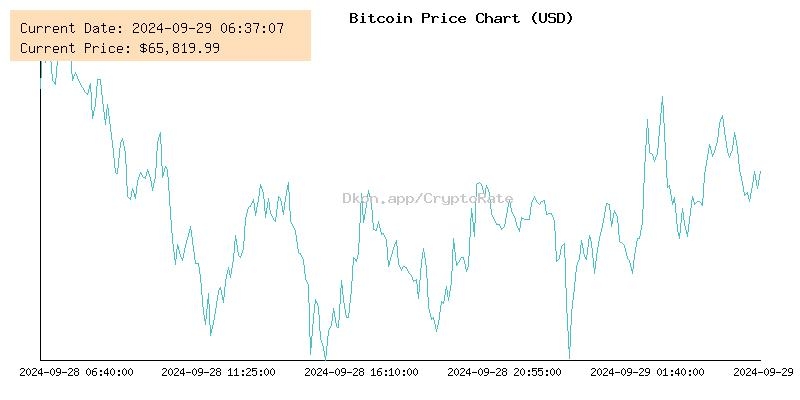 Bitcoin Price Chart (USD)
Current Date: 2024-09-29 06:37:07
Current Price: $65,819.99
Dkon.app/CryptoRate
2024-09-28 06:40:00 2024-09-28 11:25:00 2024-09-28 16:10:00 2024-09-28 20:55:00 2024-09-29 01:40:00 2024-09-29